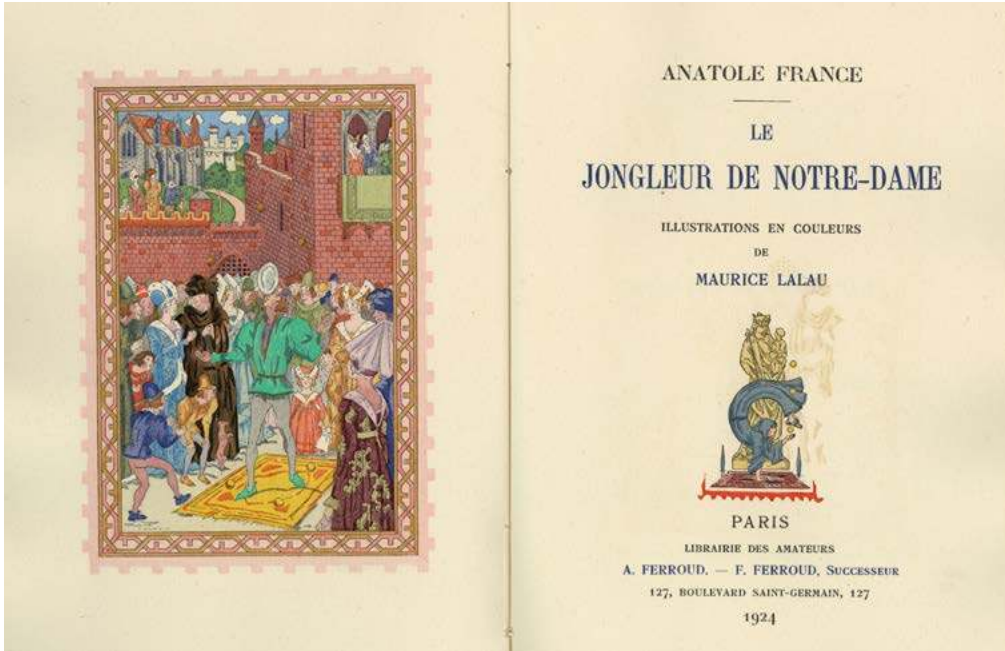 ANATOLE FRANCE
LE
JONGLEUR DE NOTRE-DAME
ILLUSTRATIONS EN COULEURS
DE
MAURICE LALAU
PARIS
LIBRAIRIE DES AMATEURS
A. FERROUD. — F. FERROUD, SUCCESSEUR
127, BOULEVARD SAINT-GERMAIN, 127
1924